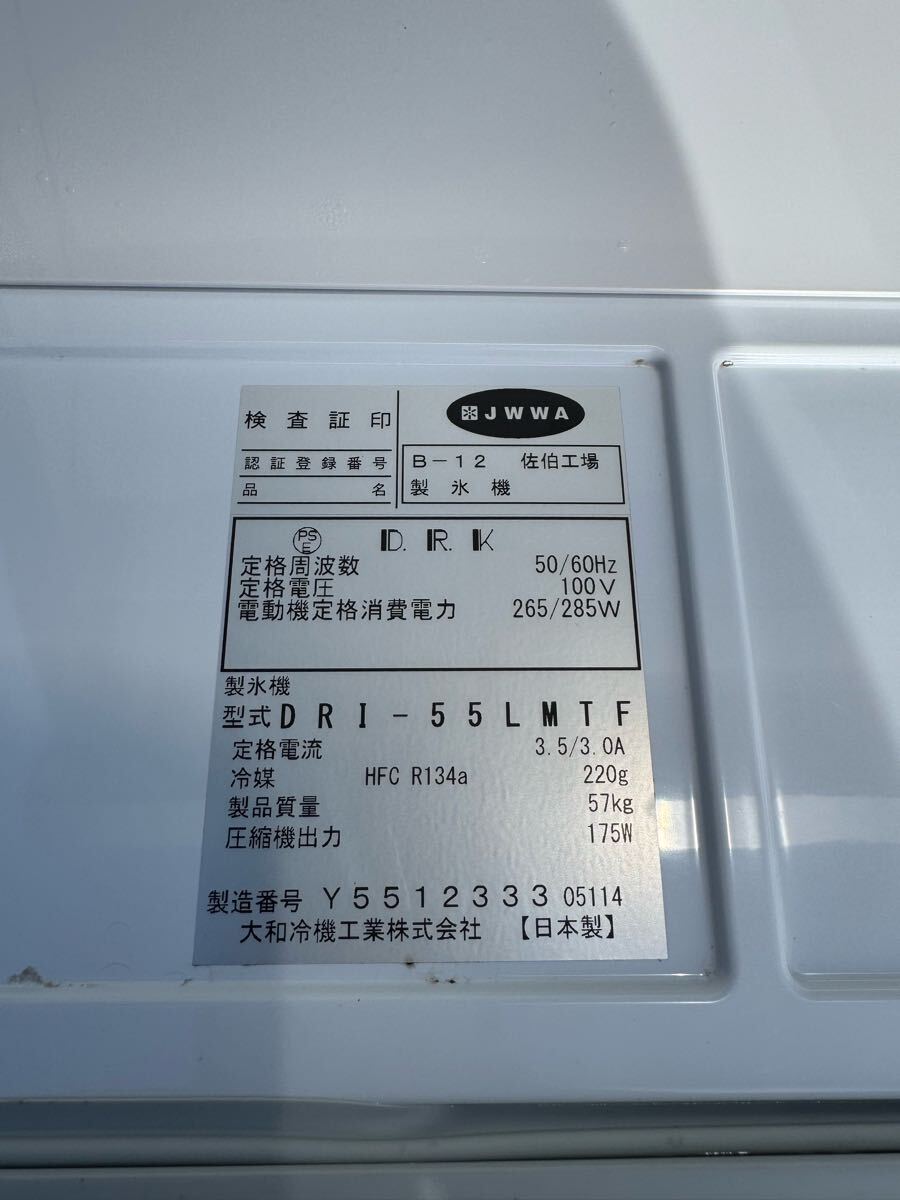 検査証印
JWWA
認証登録番号 B-12 佐伯工場
品名 製氷機
PS E D.R.K
定格周波数 50/60Hz
定格電圧 100V
電動機定格消費電力 265/285W
製氷機
型式 DRI-55LMTF
定格電流 3.5/3.0A
冷媒 HFC R134a 220g
製品質量 57kg
圧縮機出力 175W
製造番号 Y5512333 05114
大和冷機工業株式会社 【日本製】